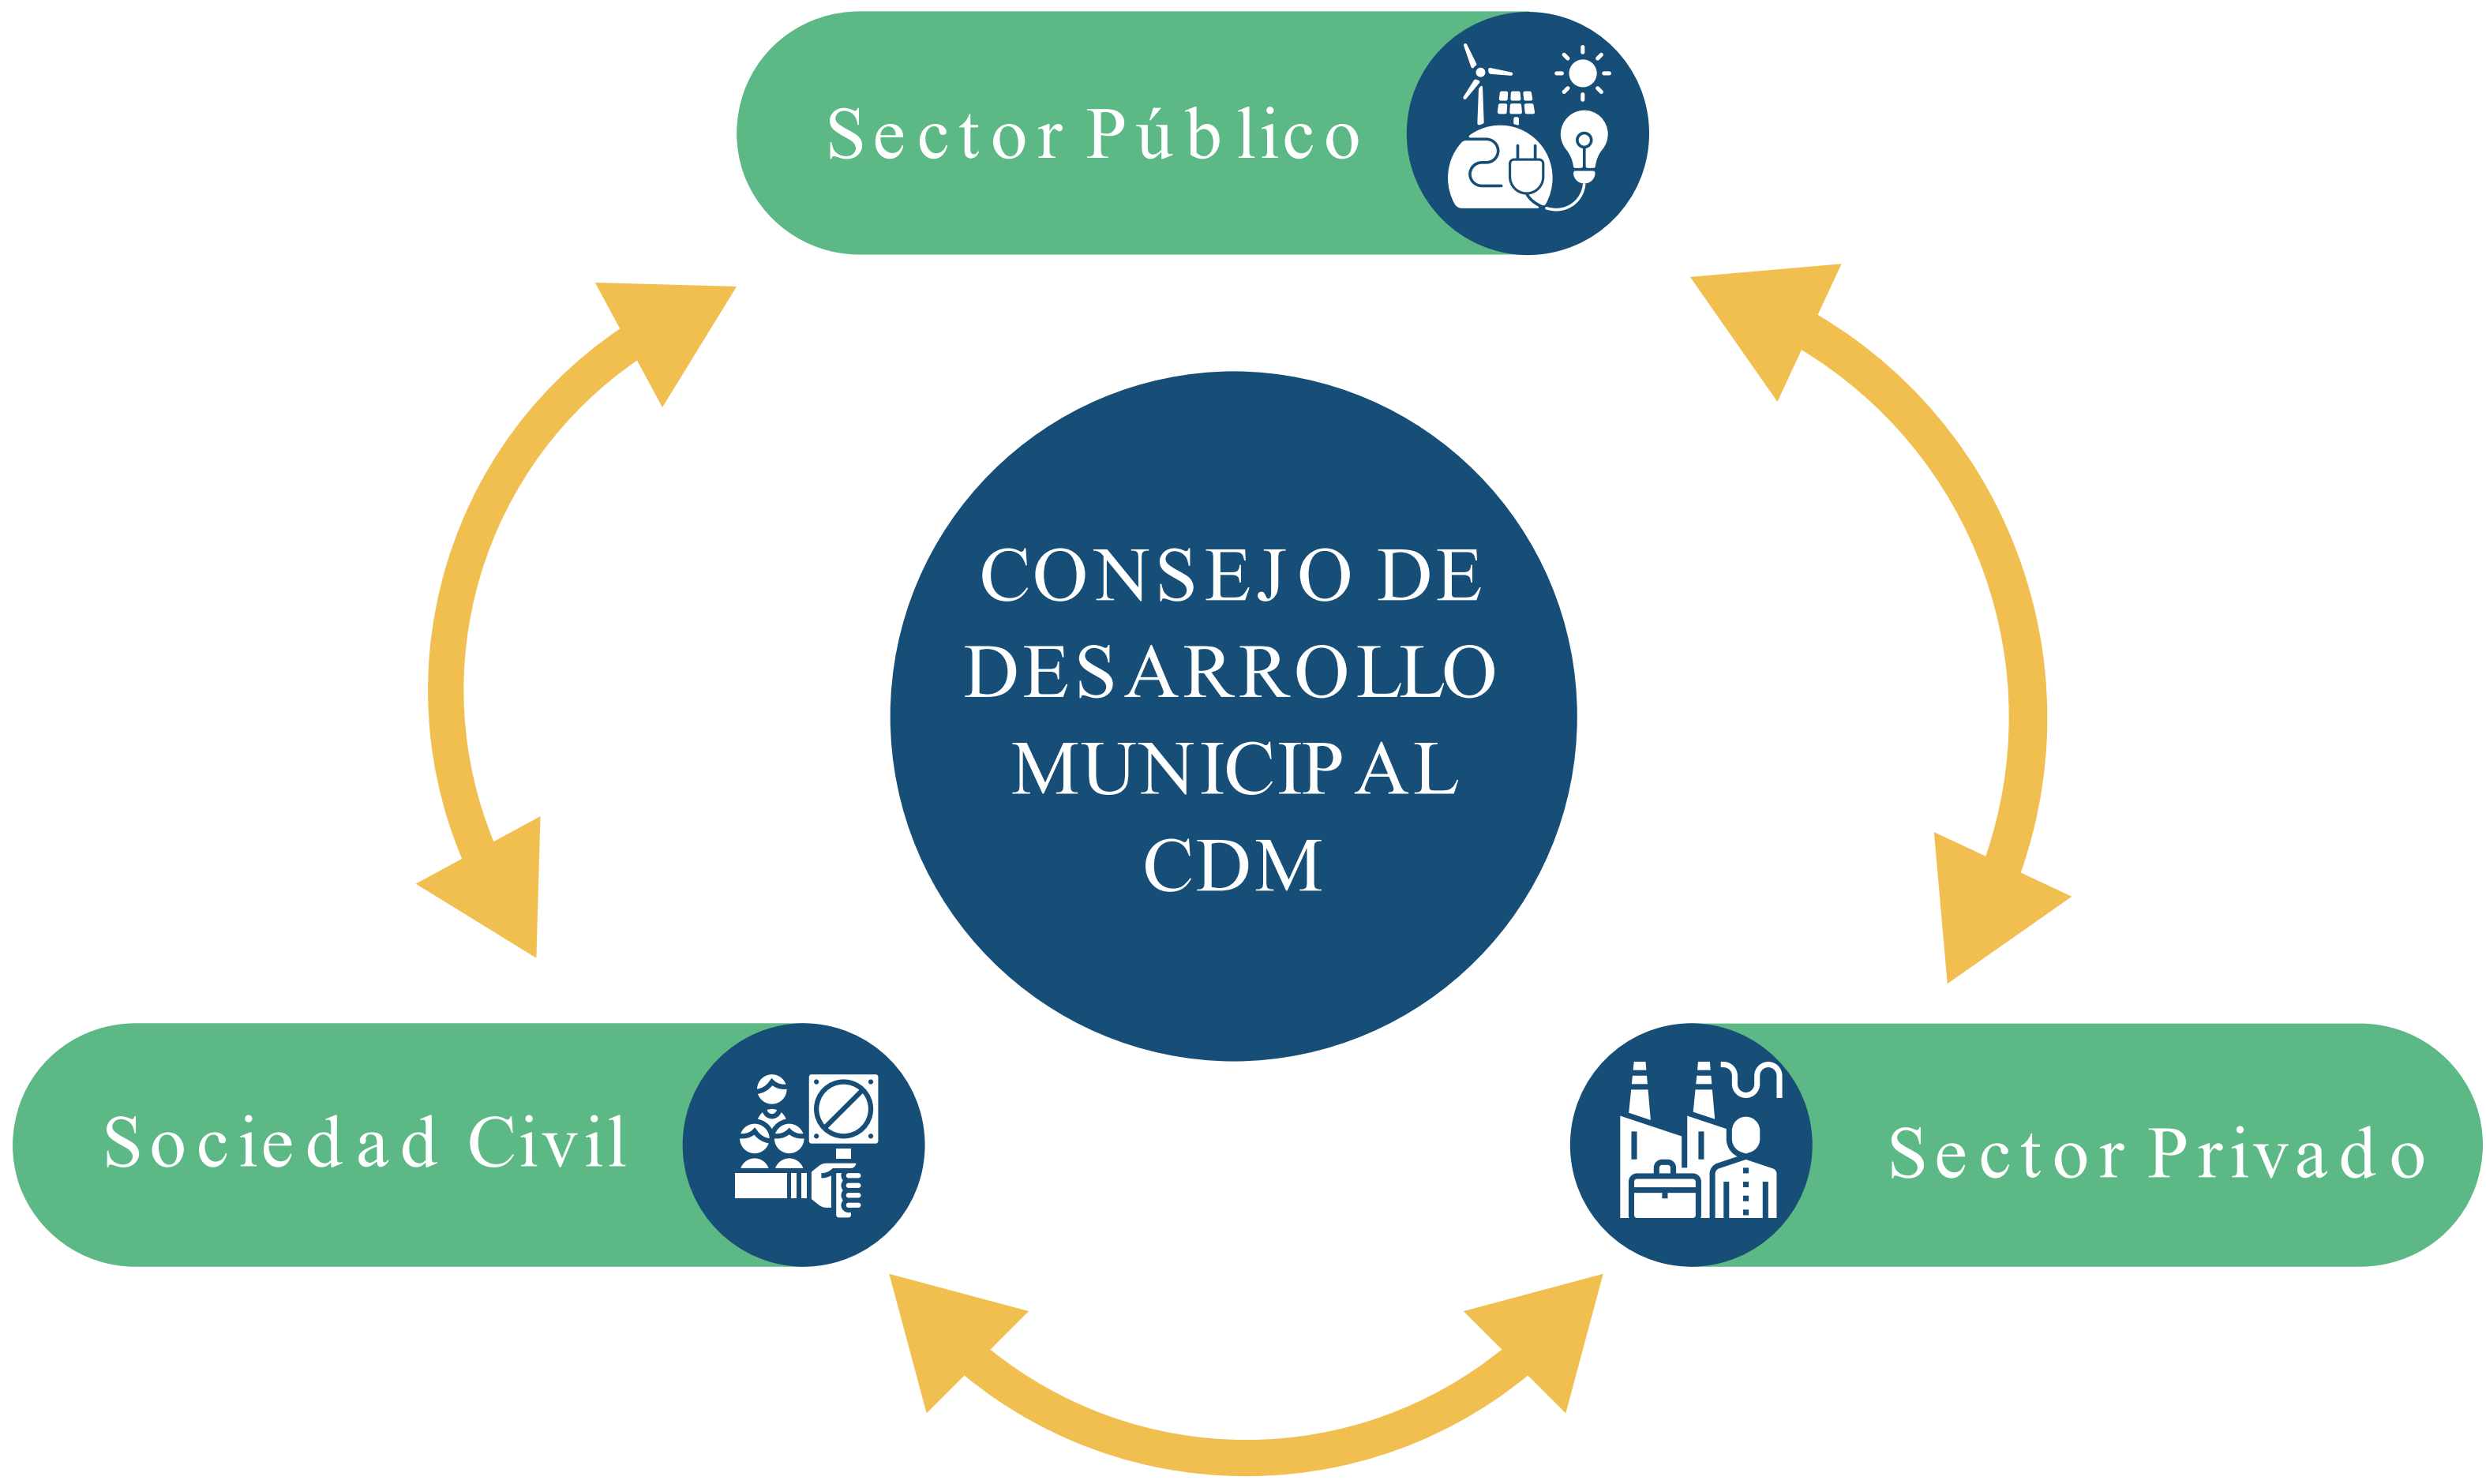 Sector Público
CONSEJO DE
DESARROLLO
MUNICIPAL
CDM
Sociedad Civil
Sector Privado